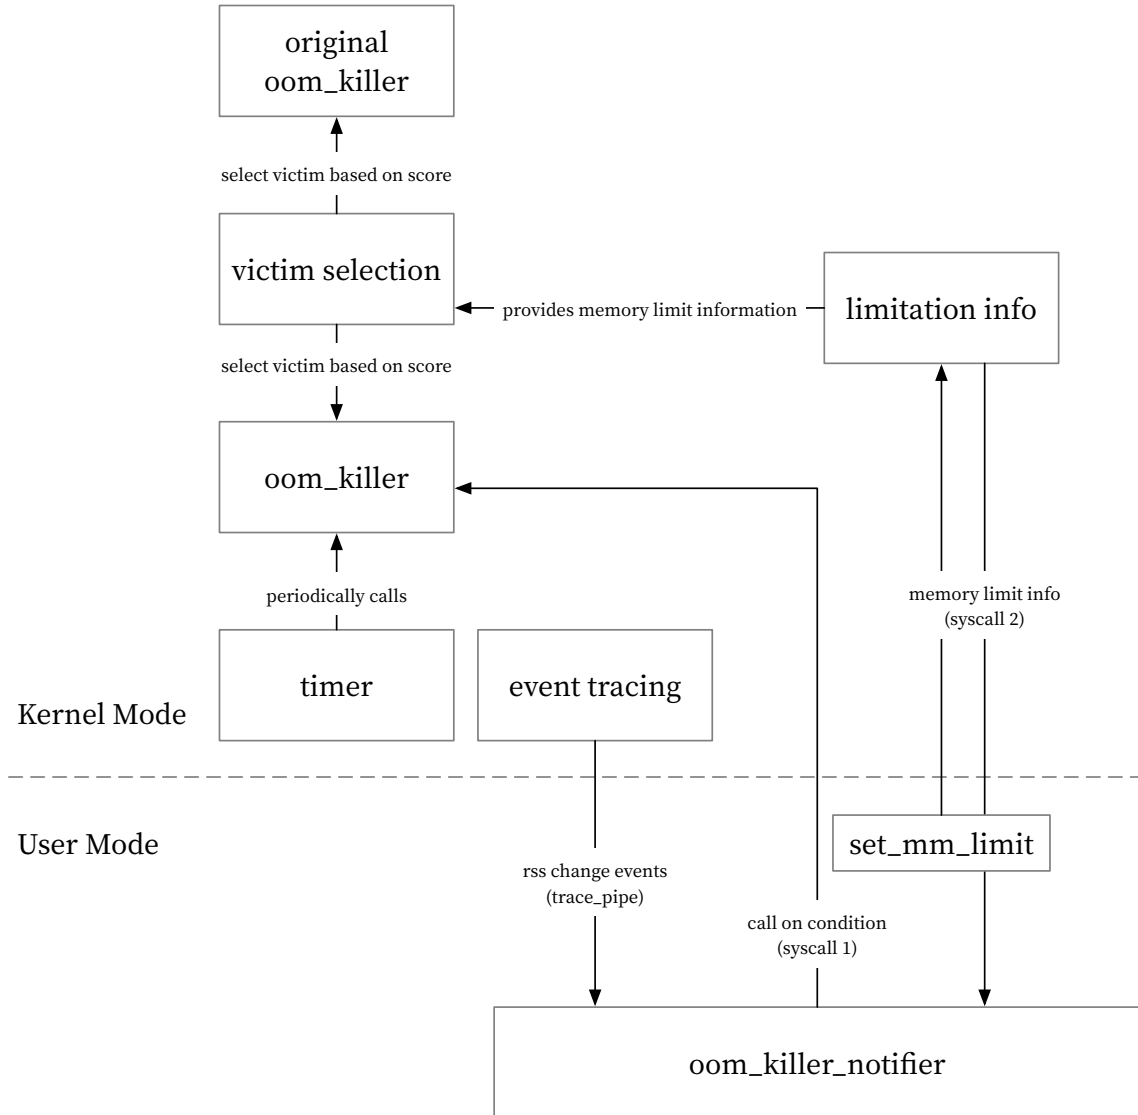 original
oom_killer
select victim based on score
victim selection
provides memory limit information
limitation info
select victim based on score
oom_killer
periodically calls
memory limit info
(syscall 2)
timer
event tracing
Kernel Mode
User Mode
set_mm_limit
rss change events
(trace_pipe)
call on condition
(syscall 1)
oom_killer_notifier